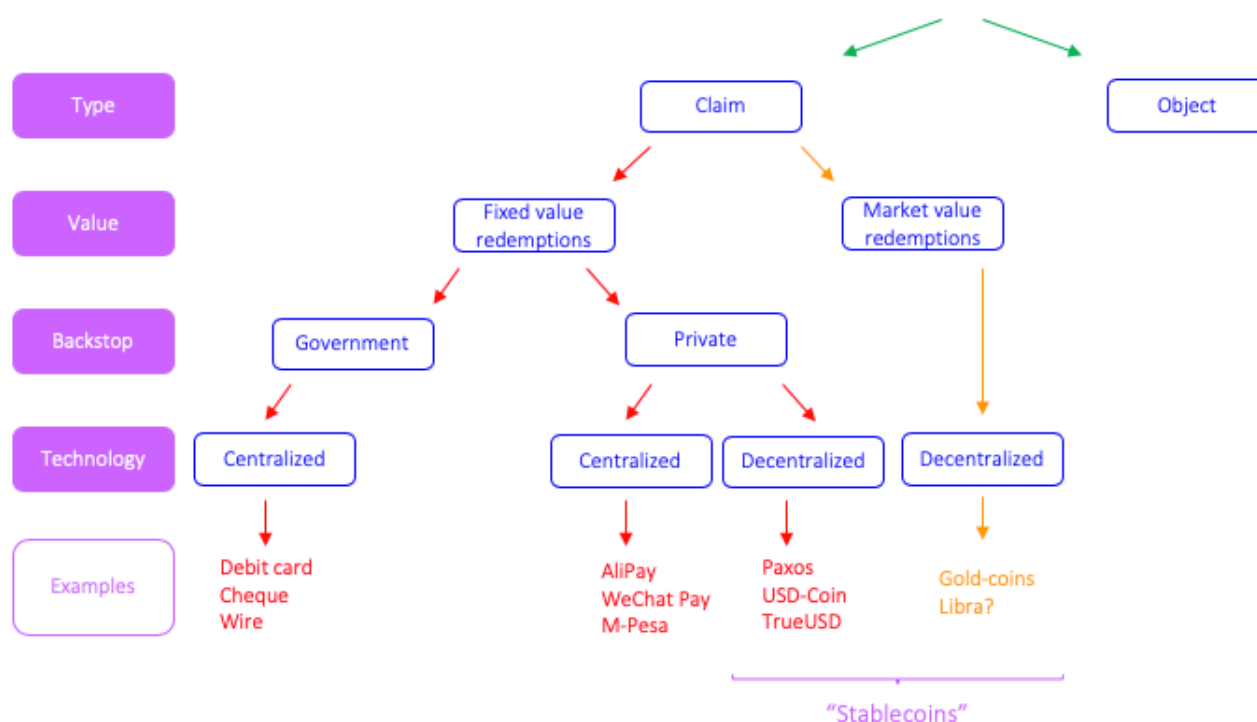 Type
Claim
Object
Value
Fixed value
redemptions
Market value
redemptions
Backstop
Government
Private
Technology
Centralized
Centralized
Decentralized
Decentralized
Examples
Debit card
Cheque
Wire
AliPay
WeChat Pay
M-Pesa
Paxos
USD-Coin
TrueUSD
Gold-coins
Libra?
“Stablecoins”